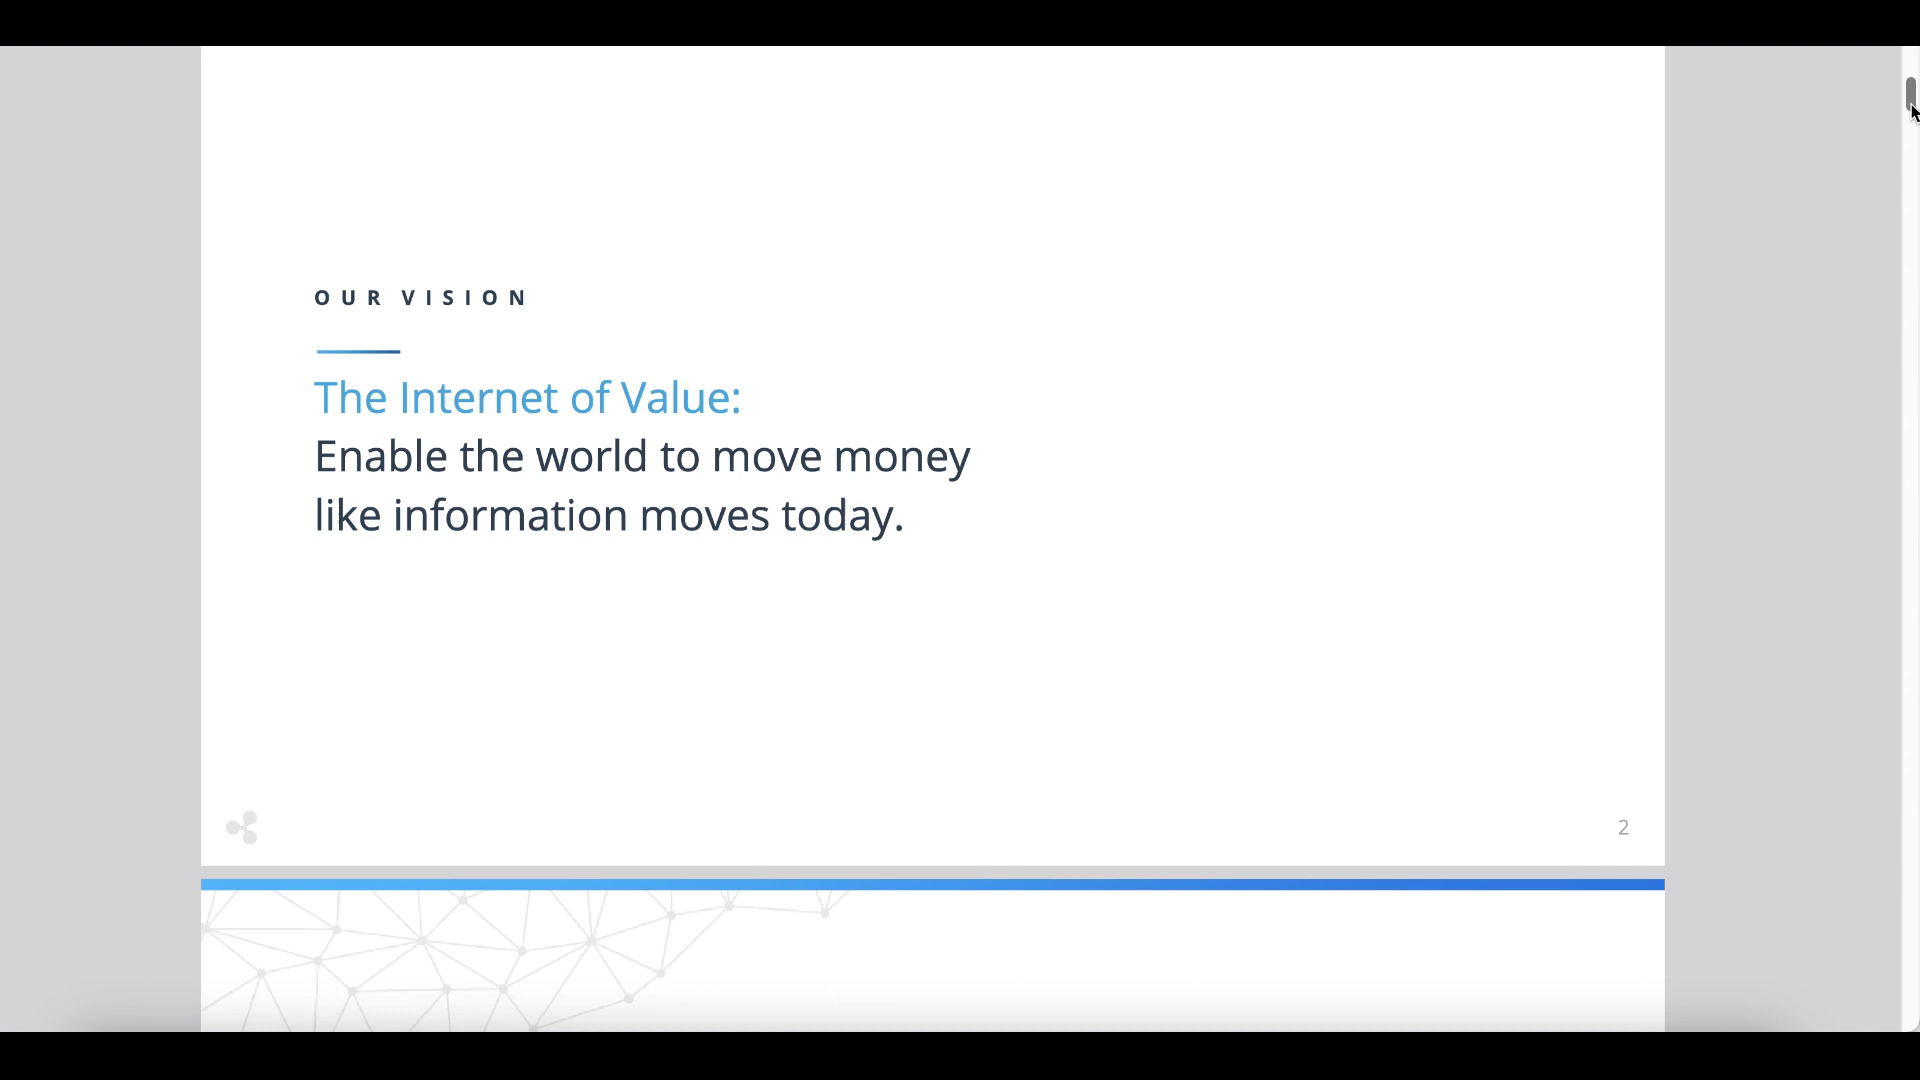 OUR VISION
The Internet of Value:
Enable the world to move money
like information moves today.
2